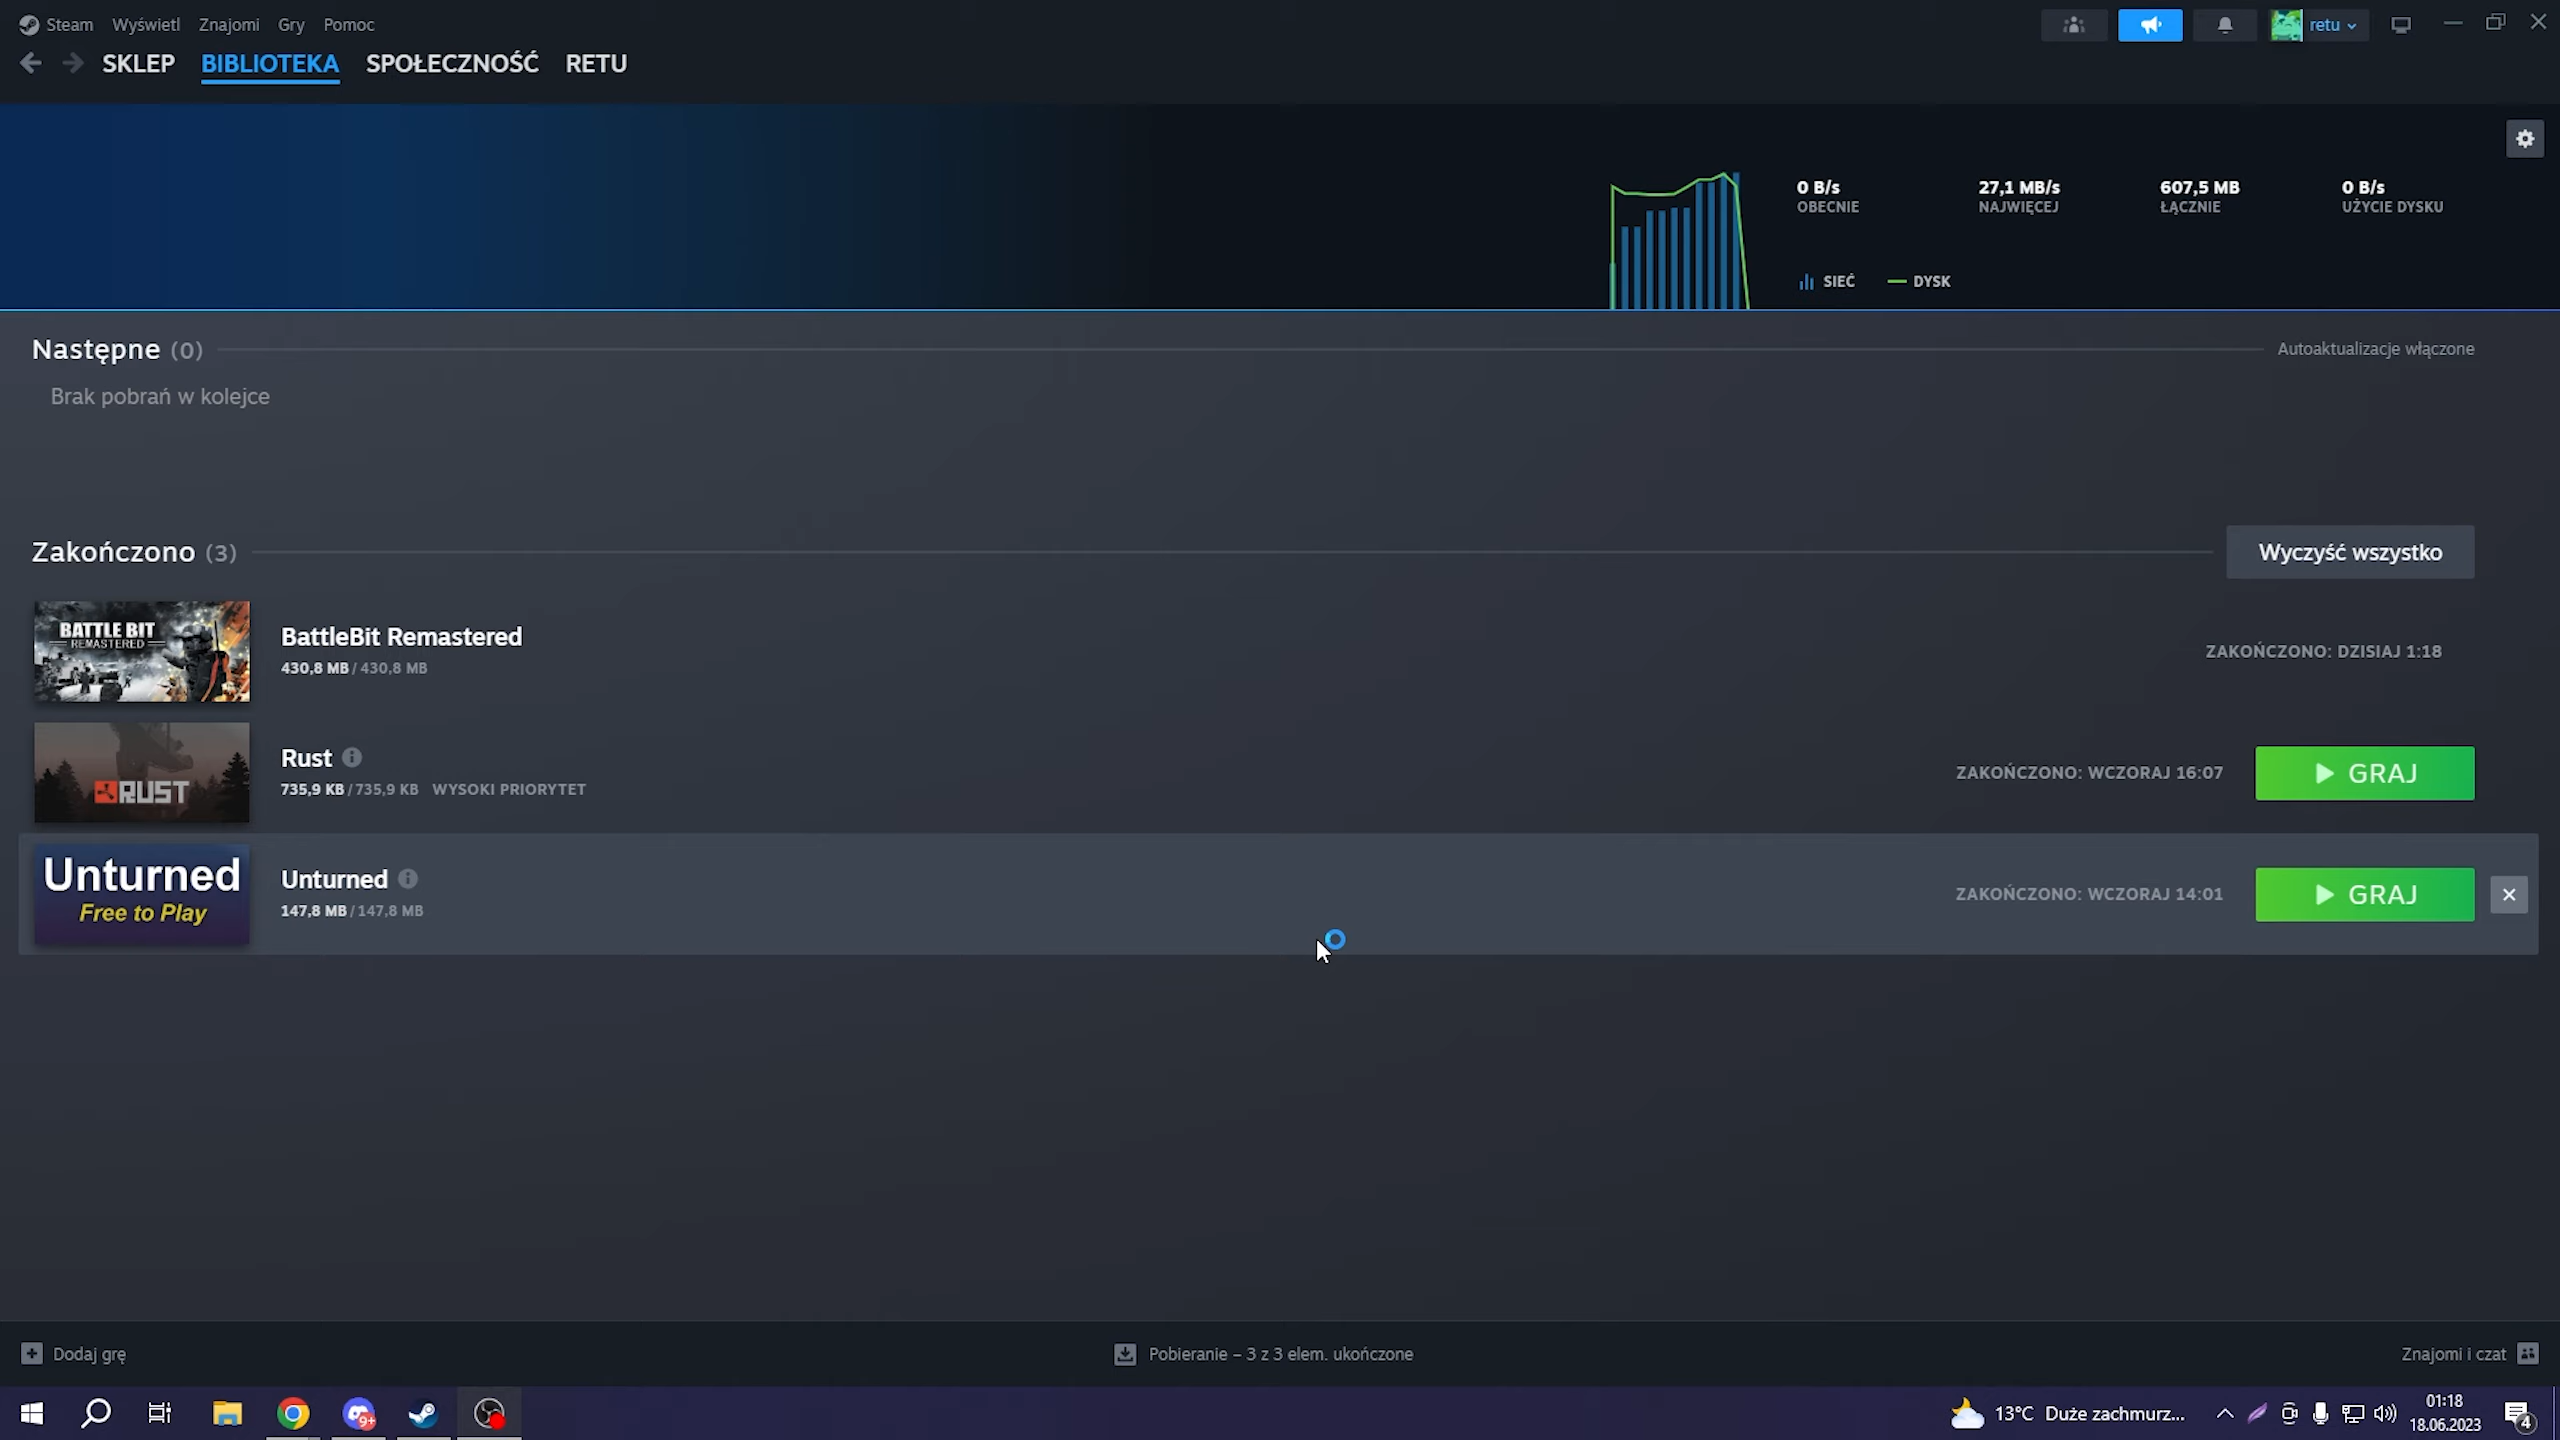 Steam Wyświetl Znajomi Gry Pomoc
retu
SKLEP BIBLIOTEKA SPOŁECZNOŚĆ RETU
0 B/s 27,1 MB/s 607,5 MB 0 B/s
OBECNIE NAJWIĘCEJ ŁĄCZNIE UŻYCIE DYSKU
SIEĆ DYSK
Następne (0) Autoaktualizacje włączone
Brak pobrań w kolejce
Zakończono (3) Wyczyść wszystko
BATTLE BIT
REMASTERED
BattleBit Remastered
430,8 MB / 430,8 MB
ZAKOŃCZONO: DZISIAJ 1:18
RUST
Rust
735,9 KB / 735,9 KB WYSOKI PRIORYTET
ZAKOŃCZONO: WCZORAJ 16:07 GRAJ
Unturned
Free to Play
Unturned
147,8 MB / 147,8 MB
ZAKOŃCZONO: WCZORAJ 14:01 GRAJ
Dodaj grę Pobieranie – 3 z 3 elem. ukończone Znajomi i czat
9+
13°C Duże zachmurz...
01:18
18.06.2023
4